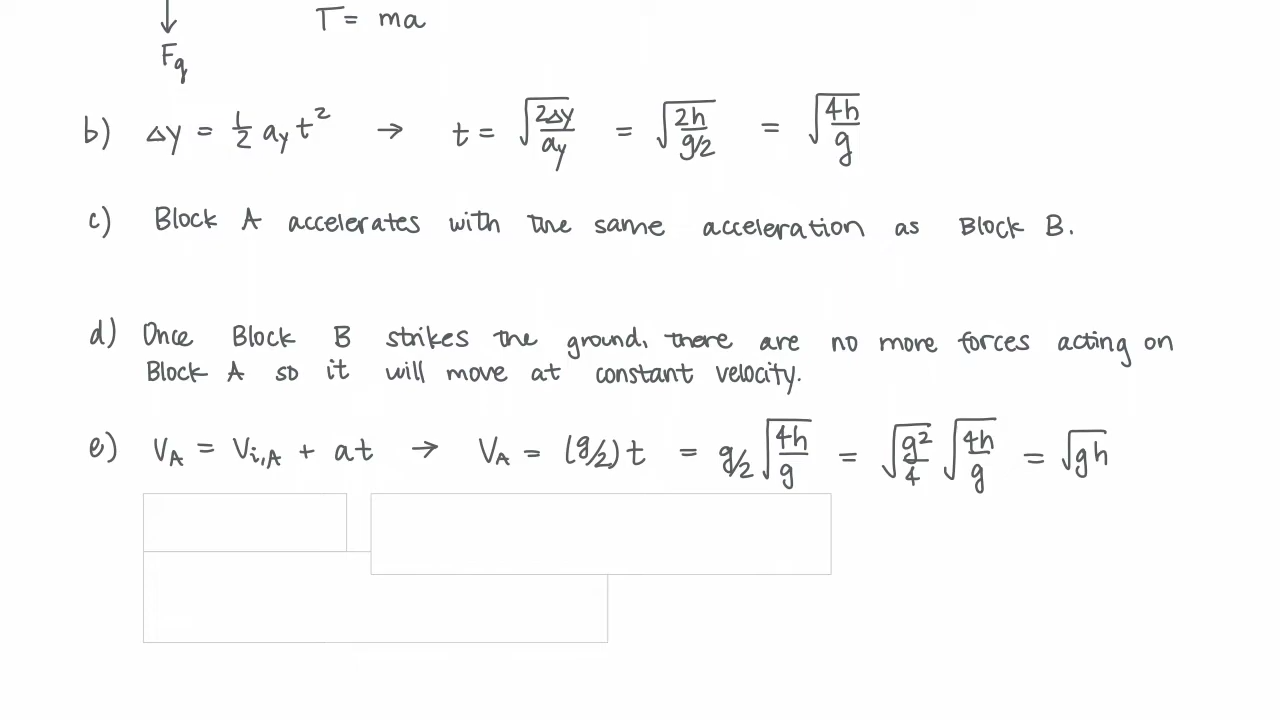 T = ma
Fg
b) Δy = 1/2 a_y t² → t = √(2Δy/a_y) = √(2h/(g/2)) = √(4h/g)
c) Block A accelerates with the same acceleration as Block B.
d) Once Block B strikes the ground, there are no more forces acting on
Block A so it will move at constant velocity.
e) V_A = V_i,A + at → V_A = (g/2)t = g/2 √(4h/g) = √(g²/4) √(4h/g) = √gh